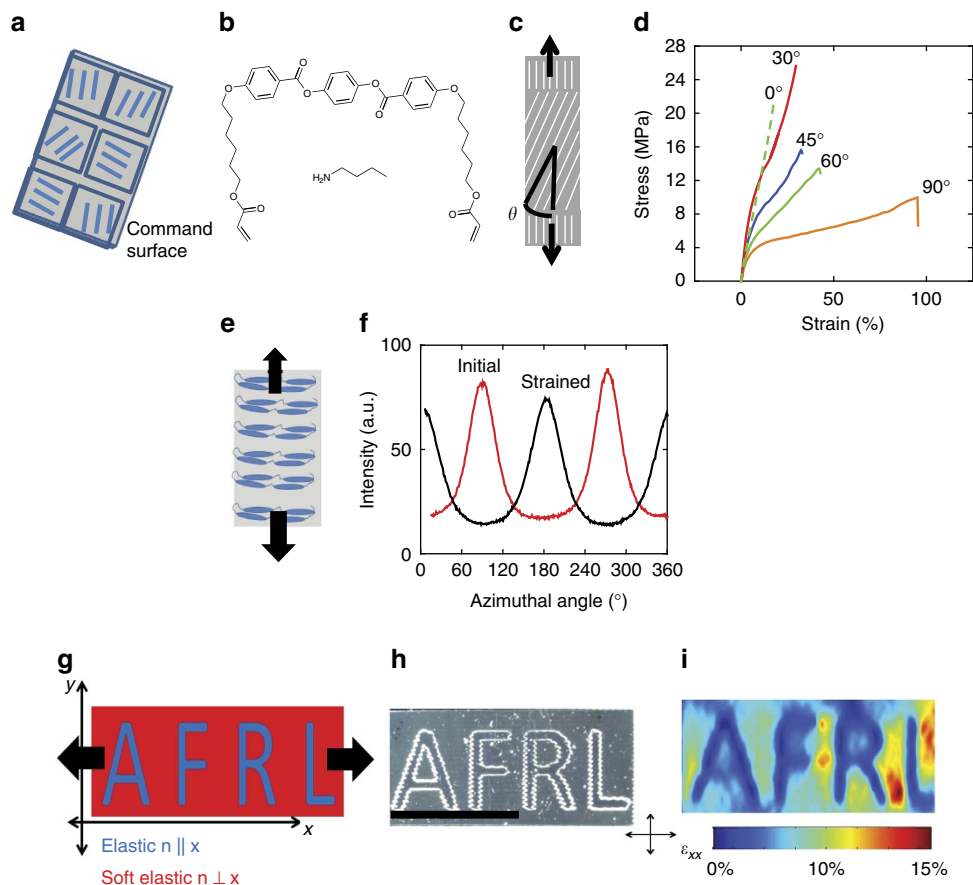 a
b
c
d
Command
surface
O
O
O
O
O
O
O
O
O
O
H₂N
θ
Stress (MPa)
28
24
20
16
12
8
4
0
0
50
100
Strain (%)
30°
0°
45°
60°
90°
e
f
Intensity (a.u.)
100
50
0
0
60
120
180
240
300
360
Azimuthal angle (°)
Initial
Strained
g
h
i
y
AFRL
x
Elastic n || x
Soft elastic n ⊥ x
AFRL
εxx
0%
10%
15%